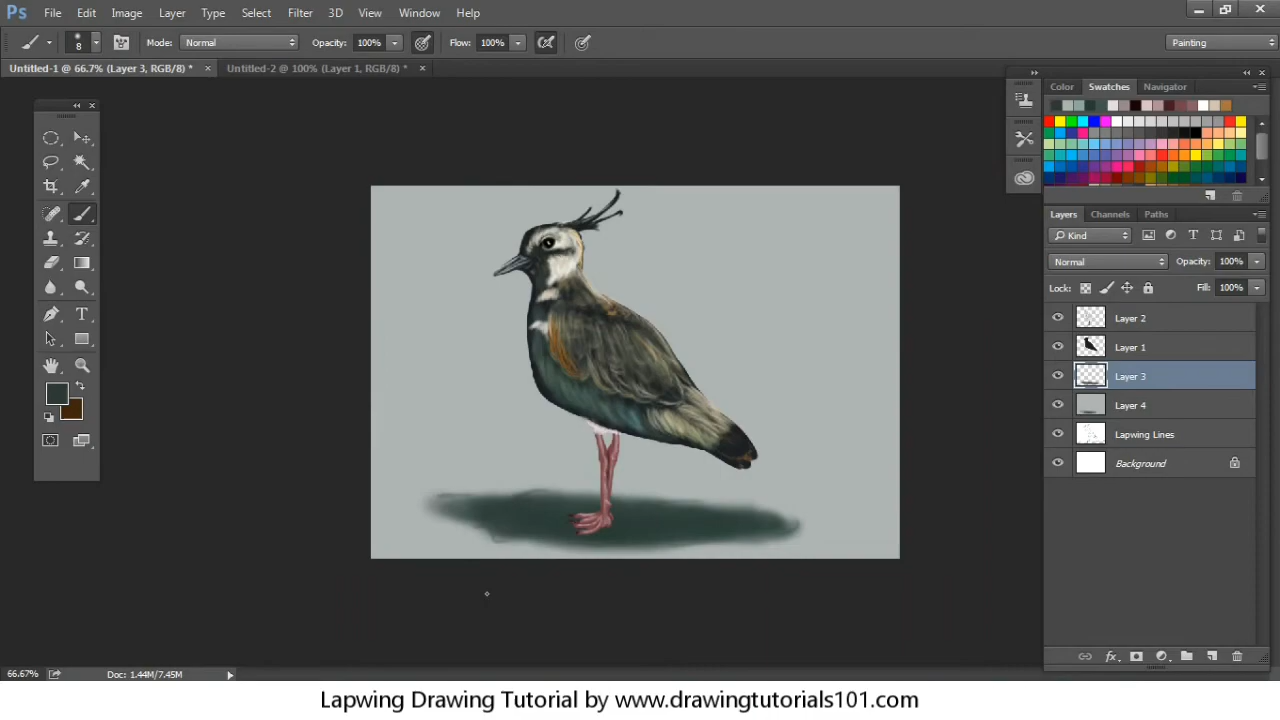 Ps File Edit Image Layer Type Select Filter 3D View Window Help
8 Mode: Normal Opacity: 100% Flow: 100% Painting
Untitled-1 @ 66.7% (Layer 3, RGB/8) * × Untitled-2 @ 100% (Layer 1, RGB/8) * ×
Color Swatches Navigator
Layers Channels Paths
Kind
Normal Opacity: 100%
Lock: Fill: 100%
Layer 2
Layer 1
Layer 3
Layer 4
Lapwing Lines
Background
66.67% Doc: 1.44M/7.45M
Lapwing Drawing Tutorial by www.drawingtutorials101.com